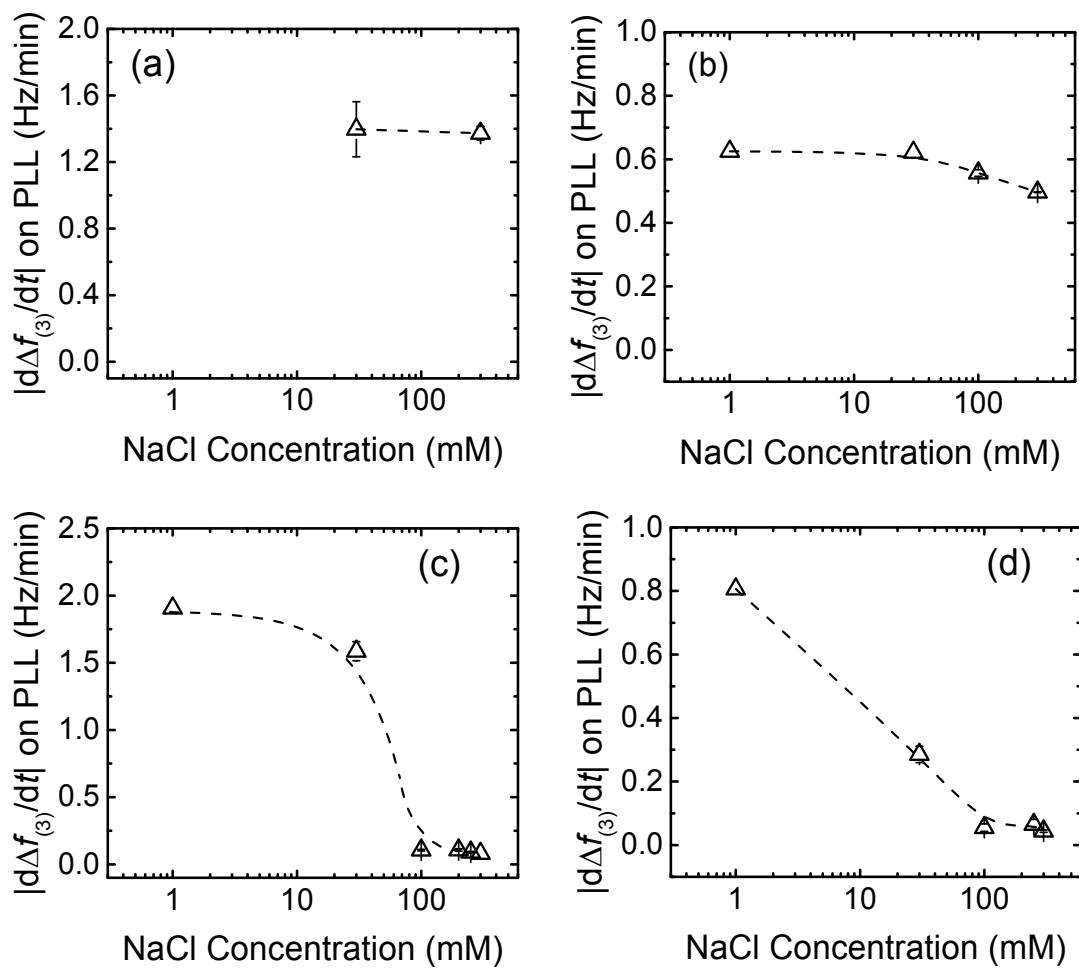 (a)
|dΔf(3)/dt| on PLL (Hz/min)
2.0
1.6
1.2
0.8
0.4
0.0
1 10 100
NaCl Concentration (mM)
(b)
|dΔf(3)/dt| on PLL (Hz/min)
1.0
0.8
0.6
0.4
0.2
0.0
1 10 100
NaCl Concentration (mM)
(c)
|dΔf(3)/dt| on PLL (Hz/min)
2.5
2.0
1.5
1.0
0.5
0.0
1 10 100
NaCl Concentration (mM)
(d)
|dΔf(3)/dt| on PLL (Hz/min)
1.0
0.8
0.6
0.4
0.2
0.0
1 10 100
NaCl Concentration (mM)